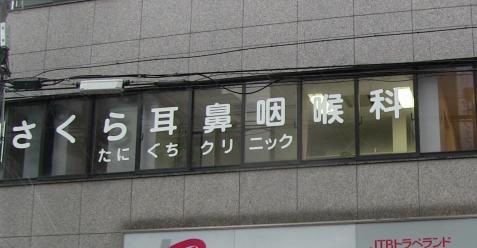 さくら耳鼻咽喉科
たにぐちクリニック
JTBトラベランド